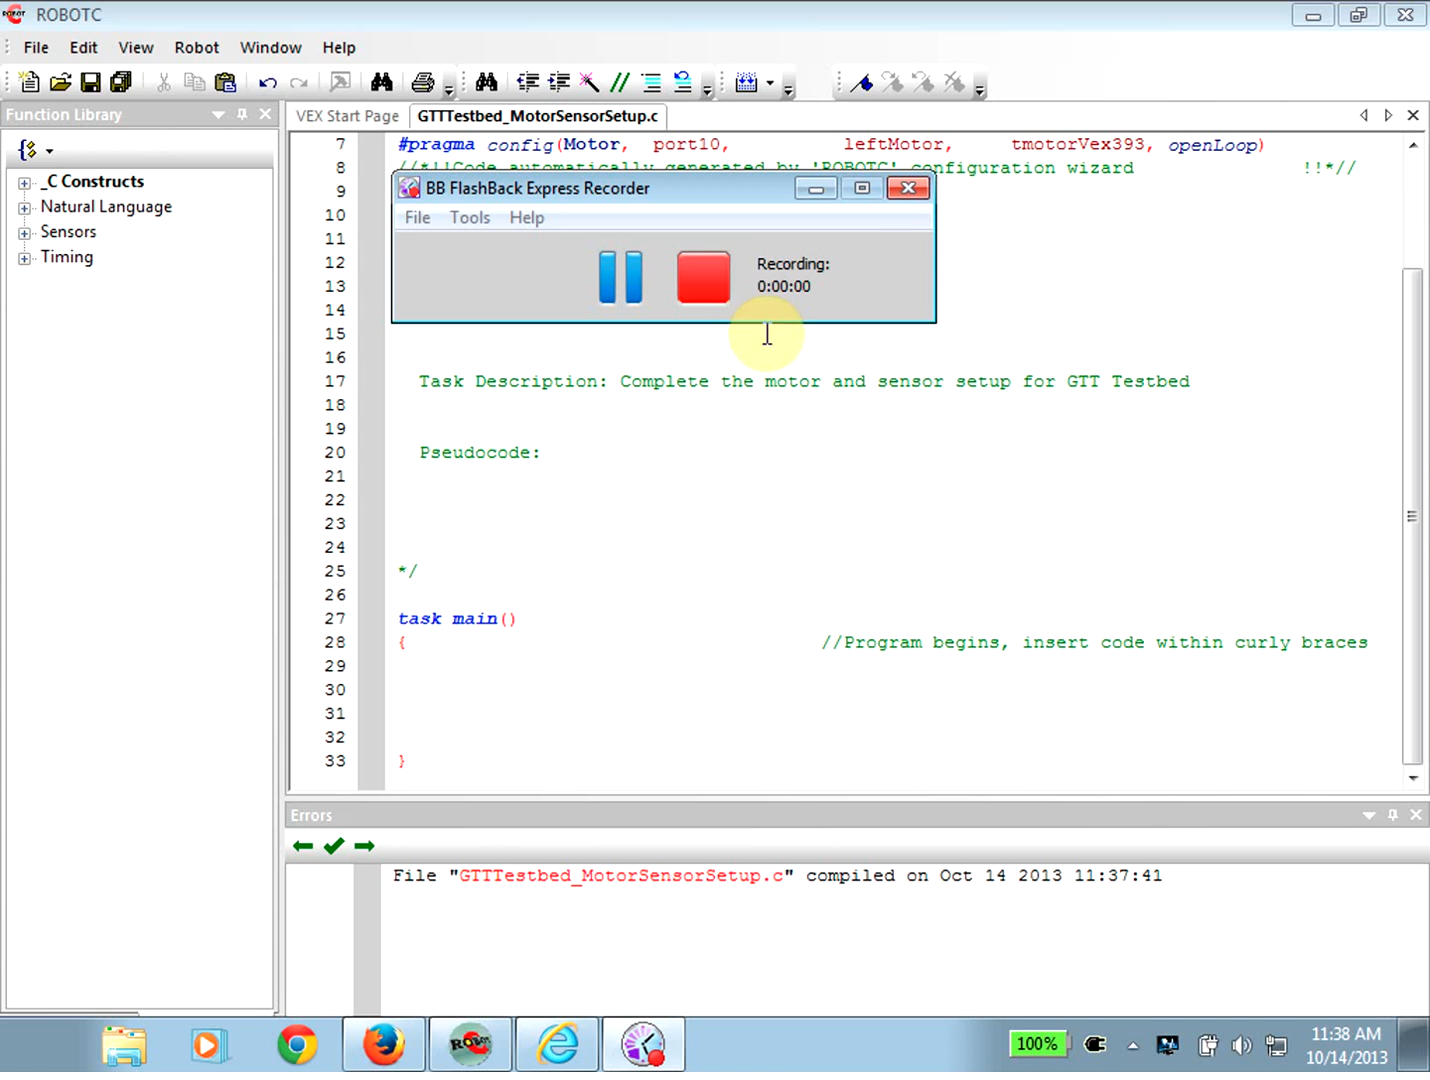 ROBOTC
File Edit View Robot Window Help
Function Library
VEX Start Page GTTTestbed_MotorSensorSetup.c
_C Constructs
Natural Language
Sensors
Timing
7 #pragma config(Motor, port10, leftMotor, tmotorVex393, openLoop)
8 //*!!Code automatically generated by 'ROBOTC' configuration wizard !!*//
9
10
11
12
13
14
15
16
17 Task Description: Complete the motor and sensor setup for GTT Testbed
18
19
20 Pseudocode:
21
22
23
24
25 */
26
27 task main()
28 { //Program begins, insert code within curly braces
29
30
31
32
33 }
BB FlashBack Express Recorder
File Tools Help
Recording:
0:00:00
Errors
File "GTTTestbed_MotorSensorSetup.c" compiled on Oct 14 2013 11:37:41
ROBOT
100%
11:38 AM
10/14/2013